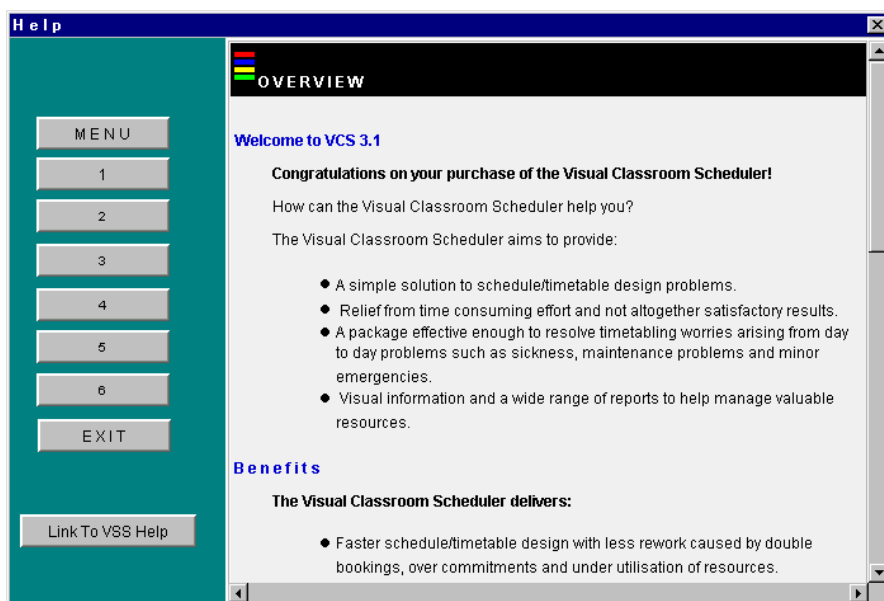 Help
MENU
1
2
3
4
5
6
EXIT
Link To VSS Help
OVERVIEW
Welcome to VCS 3.1
Congratulations on your purchase of the Visual Classroom Scheduler!
How can the Visual Classroom Scheduler help you?
The Visual Classroom Scheduler aims to provide:
● A simple solution to schedule/timetable design problems.
● Relief from time consuming effort and not altogether satisfactory results.
● A package effective enough to resolve timetabling worries arising from day
to day problems such as sickness, maintenance problems and minor
emergencies.
● Visual information and a wide range of reports to help manage valuable
resources.
Benefits
The Visual Classroom Scheduler delivers:
● Faster schedule/timetable design with less rework caused by double
bookings, over commitments and under utilisation of resources.